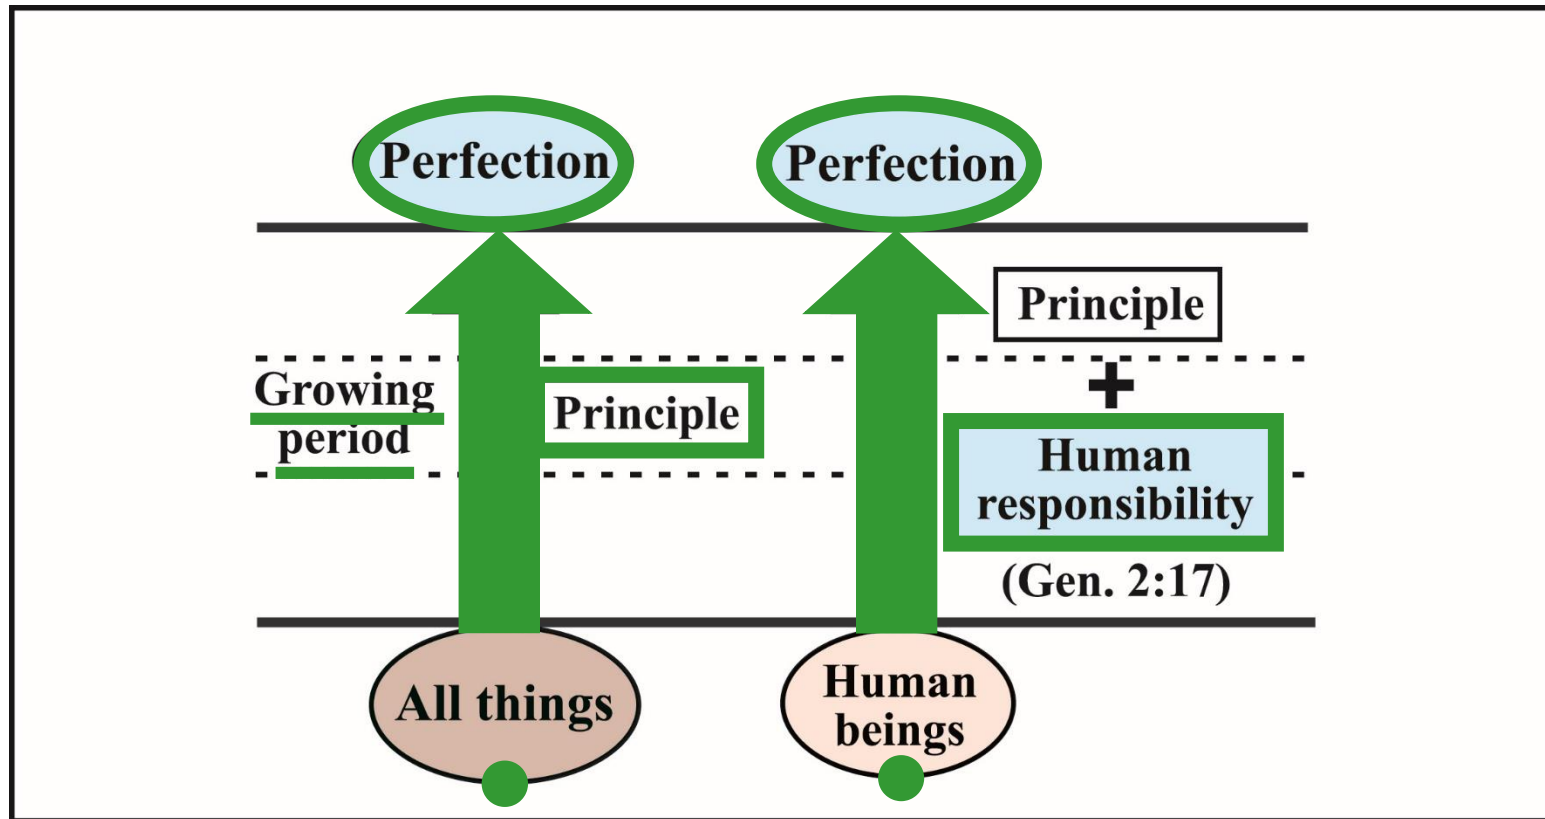 Perfection
Perfection
Principle
+
Growing
period
Principle
Human
responsibility
(Gen. 2:17)
All things
Human
beings